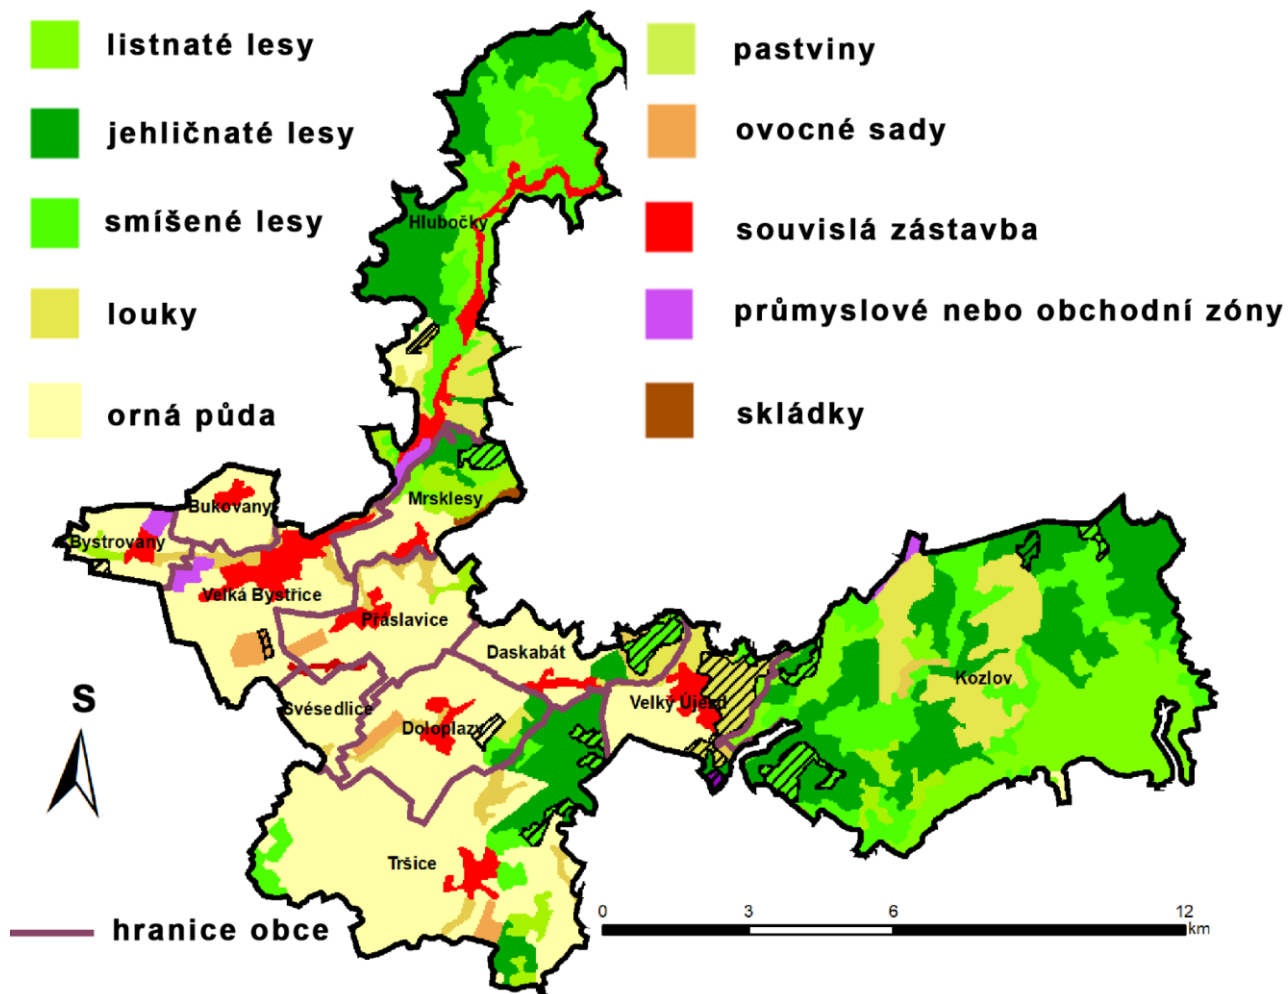 listnaté lesy
jehličnaté lesy
smíšené lesy
louky
orná půda
pastviny
ovocné sady
souvislá zástavba
průmyslové nebo obchodní zóny
skládky
Hlubočky
Mrsklesy
Bukovany
Bystrovany
Velká Bystřice
Přáslavice
Daskabát
Kozlov
Svésedlice
Velký Újezd
Doloplazy
Tršice
S
hranice obce
0 3 6 12
km